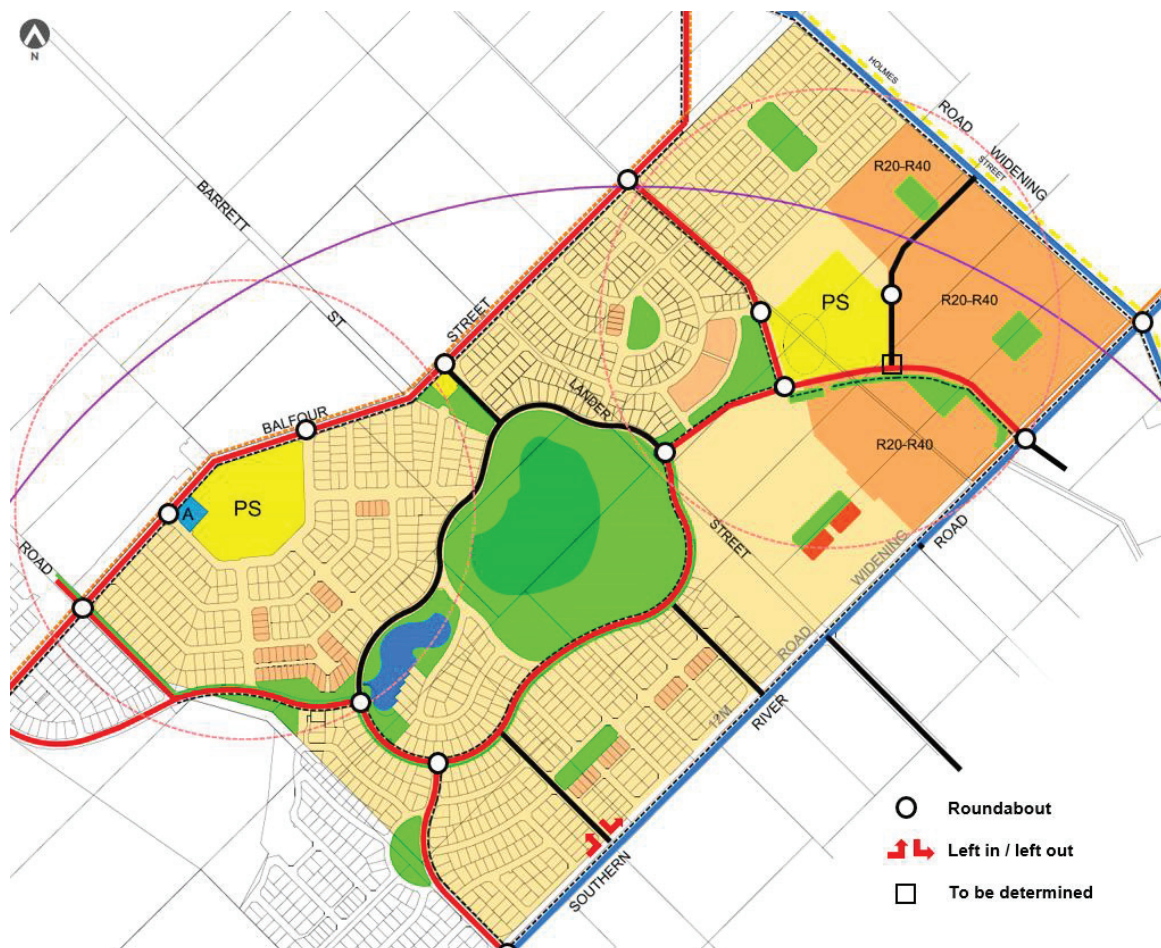 N
HOLMES
ROAD
WIDENING
STREET
R20-R40
BARRETT
ST
STREET
PS
R20-R40
LANDER
BALFOUR
R20-R40
PS
A
ROAD
STREET
WIDENING
ROAD
ROAD
12M
RIVER
SOUTHERN
Roundabout
Left in / left out
To be determined